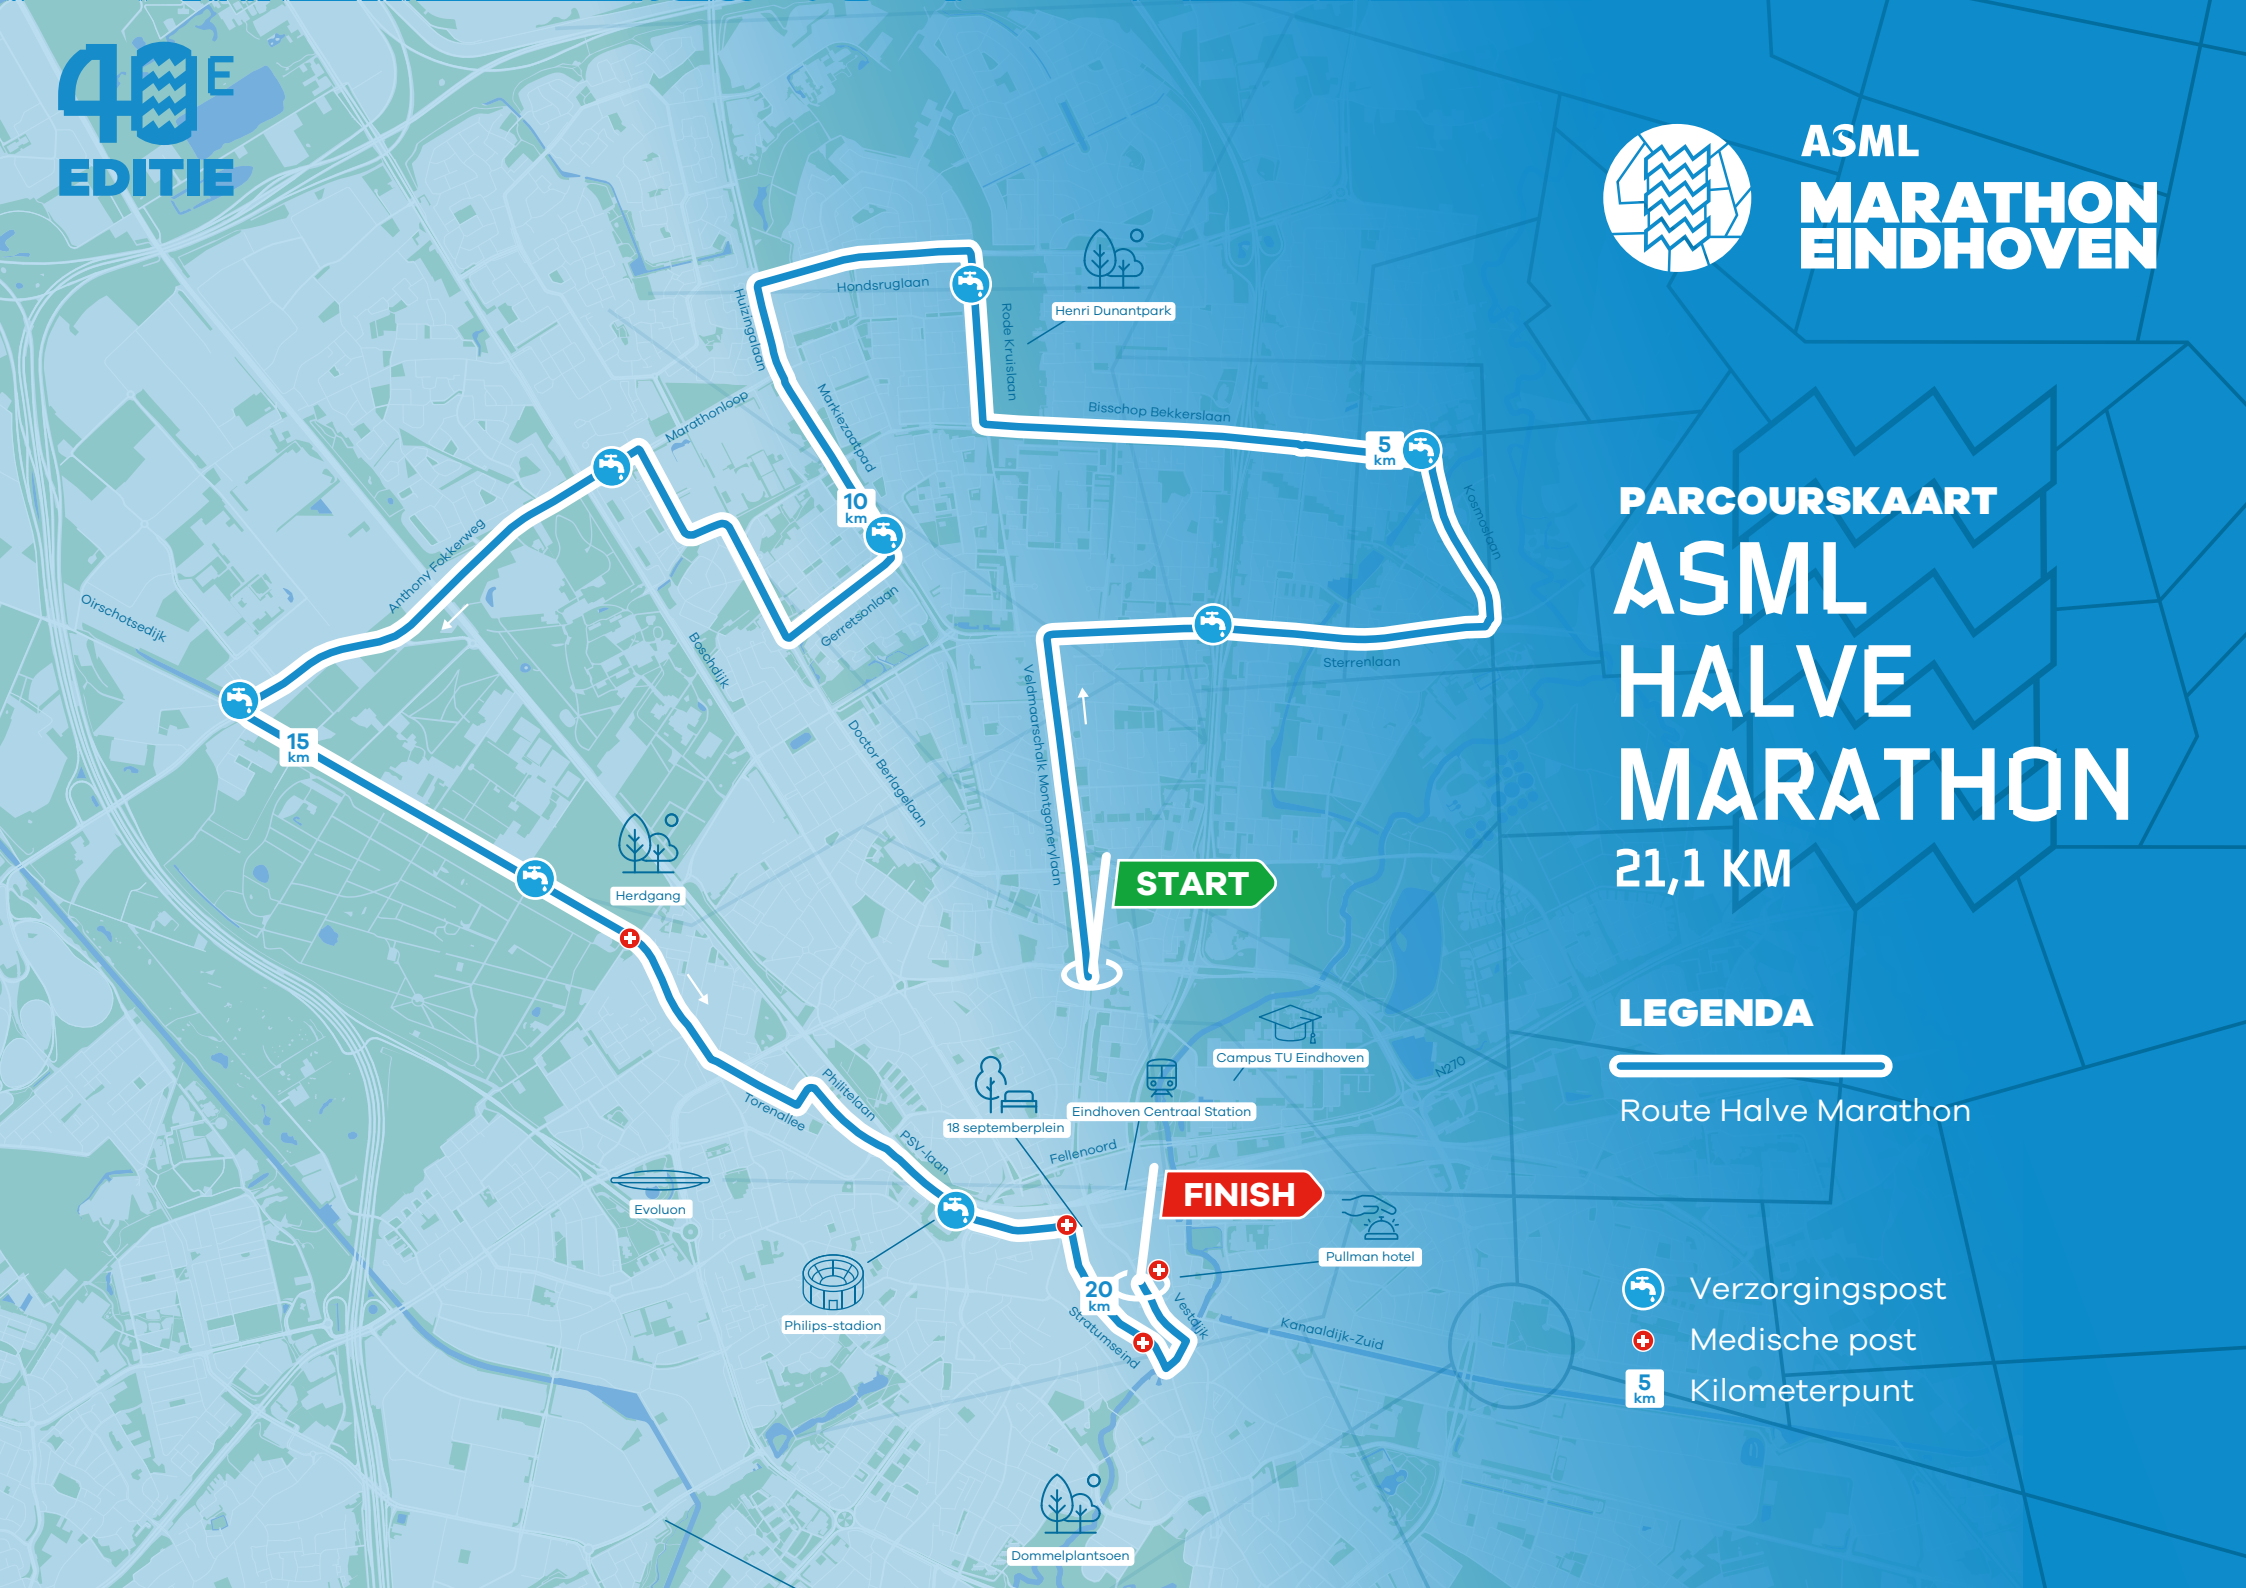 40E
EDITIE
ASML
MARATHON
EINDHOVEN
PARCOURSKAART
ASML
HALVE
MARATHON
21,1 KM
LEGENDA
Route Halve Marathon
Verzorgingspost
Medische post
5
km
Kilometerpunt
Hondsruglaan
Huizingalaan
Rode Kruislaan
Henri Dunantpark
Markiezaatpad
Marathonloop
Bisschop Bekkerslaan
5
km
Kosmoslaan
10
km
Anthony Fokkerweg
Oirschotsedijk
Gerretsonlaan
Boschdijk
Sterrenlaan
Veldmaarschalk Montgomerylaan
15
km
Doctor Berlagelaan
START
Herdgang
Campus TU Eindhoven
N270
Philitelaan
Torenallee
Eindhoven Centraal Station
18 septemberplein
Fellenoord
PSV-laan
FINISH
Evoluon
Pullman hotel
20
km
Philips-stadion
Stratumseind
Vestdijk
Kanaaldijk-Zuid
Dommelplantsoen